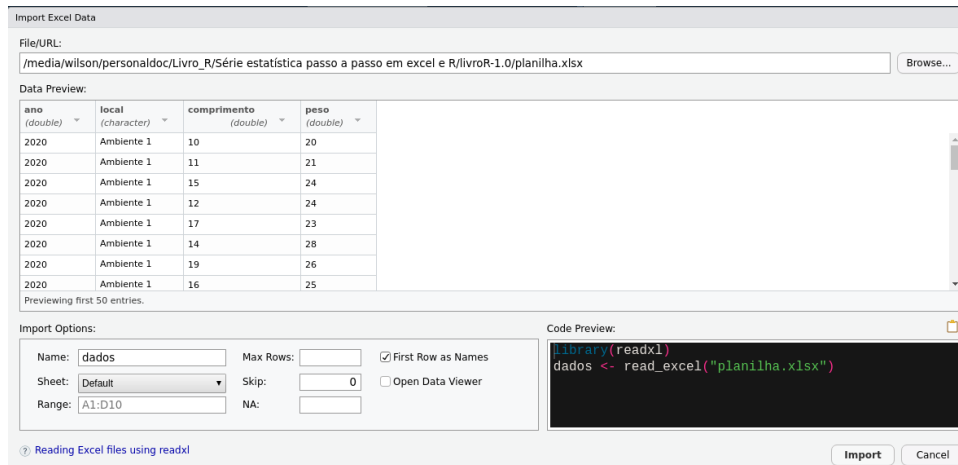 Import Excel Data
File/URL:
/media/wilson/personaldoc/Livro_R/Série estatística passo a passo em excel e R/livroR-1.0/planilha.xlsx
Browse...
Data Preview:
ano local comprimento peso
(double) (character) (double) (double)
2020 Ambiente 1 10 20
2020 Ambiente 1 11 21
2020 Ambiente 1 15 24
2020 Ambiente 1 12 24
2020 Ambiente 1 17 23
2020 Ambiente 1 14 28
2020 Ambiente 1 19 26
2020 Ambiente 1 16 25
Previewing first 50 entries.
Import Options:
Name: dados
Max Rows:
First Row as Names
Sheet: Default
Skip: 0
Open Data Viewer
Range: A1:D10
NA:
Code Preview:
library(readxl)
dados <- read_excel("planilha.xlsx")
? Reading Excel files using readxl
Import
Cancel